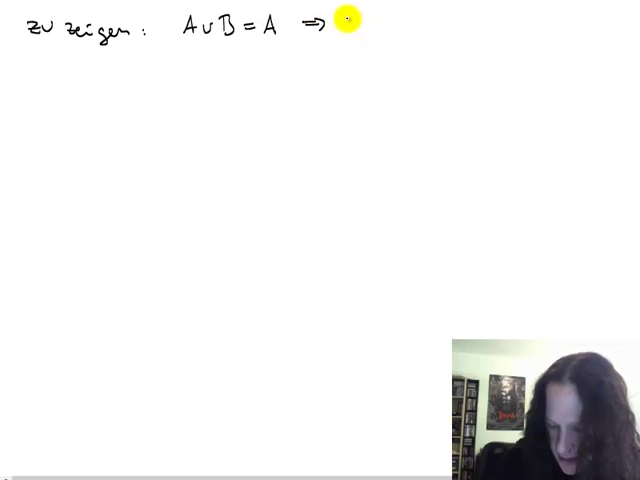 zu zeigen: A ∪ B = A ⇒